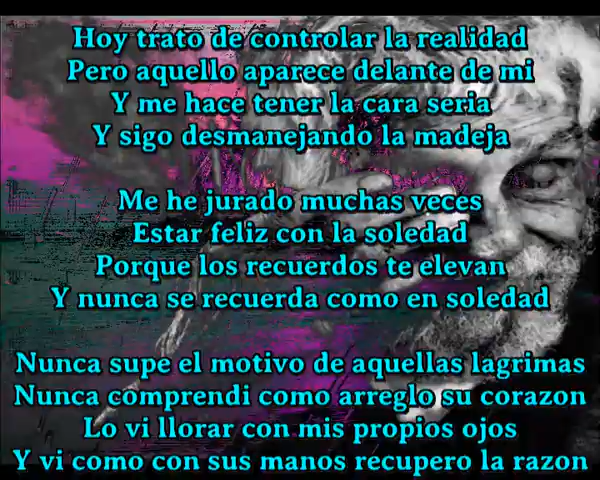 Hoy trato de controlar la realidad
Pero aquello aparece delante de mi
Y me hace tener la cara seria
Y sigo desmanejando la madeja
Me he jurado muchas veces
Estar feliz con la soledad
Porque los recuerdos te elevan
Y nunca se recuerda como en soledad
Nunca supe el motivo de aquellas lagrimas
Nunca comprendi como arreglo su corazon
Lo vi llorar con mis propios ojos
Y vi como con sus manos recupero la razon